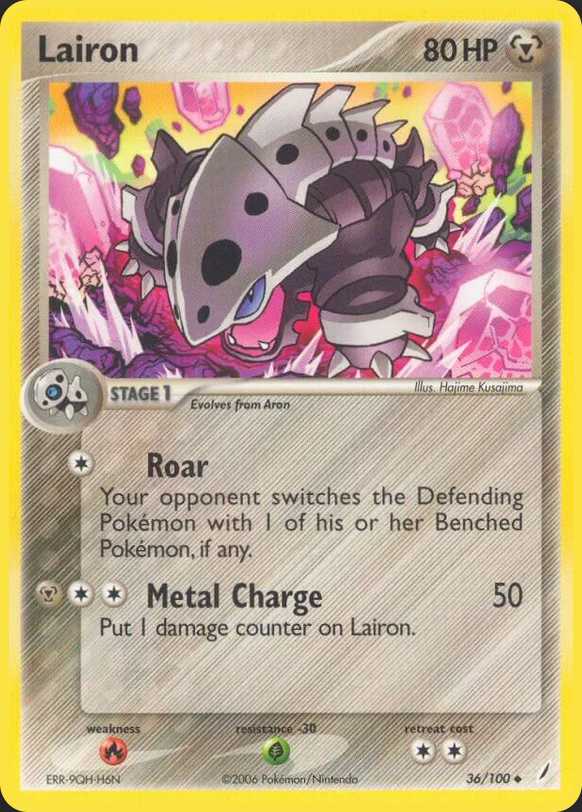 Lairon
80 HP
Illus. Hajime Kusajima
STAGE 1
Evolves from Aron
Roar
Your opponent switches the Defending
Pokémon with 1 of his or her Benched
Pokémon, if any.
Metal Charge 50
Put 1 damage counter on Lairon.
weakness resistance -30 retreat cost
ERR-9QH-H6N ©2006 Pokémon/Nintendo 36/100